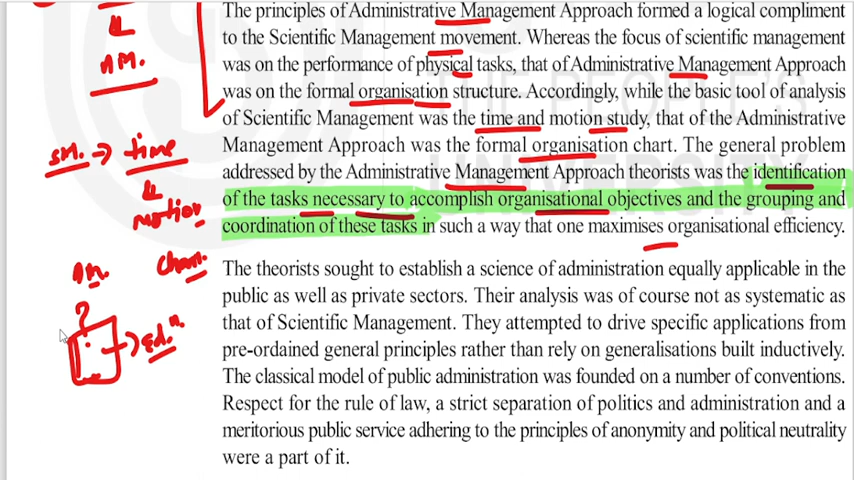 The principles of Administrative Management Approach formed a logical compliment
to the Scientific Management movement. Whereas the focus of scientific management
was on the performance of physical tasks, that of Administrative Management Approach
was on the formal organisation structure. Accordingly, while the basic tool of analysis
of Scientific Management was the time and motion study, that of the Administrative
Management Approach was the formal organisation chart. The general problem
addressed by the Administrative Management Approach theorists was the identification
of the tasks necessary to accomplish organisational objectives and the grouping and
coordination of these tasks in such a way that one maximises organisational efficiency.
The theorists sought to establish a science of administration equally applicable in the
public as well as private sectors. Their analysis was of course not as systematic as
that of Scientific Management. They attempted to drive specific applications from
pre-ordained general principles rather than rely on generalisations built inductively.
The classical model of public administration was founded on a number of conventions.
Respect for the rule of law, a strict separation of politics and administration and a
meritorious public service adhering to the principles of anonymity and political neutrality
were a part of it.
&
AM.
SM. → time
&
motion
AM.
?
THE PEOPLE'S
UNIVERSITY